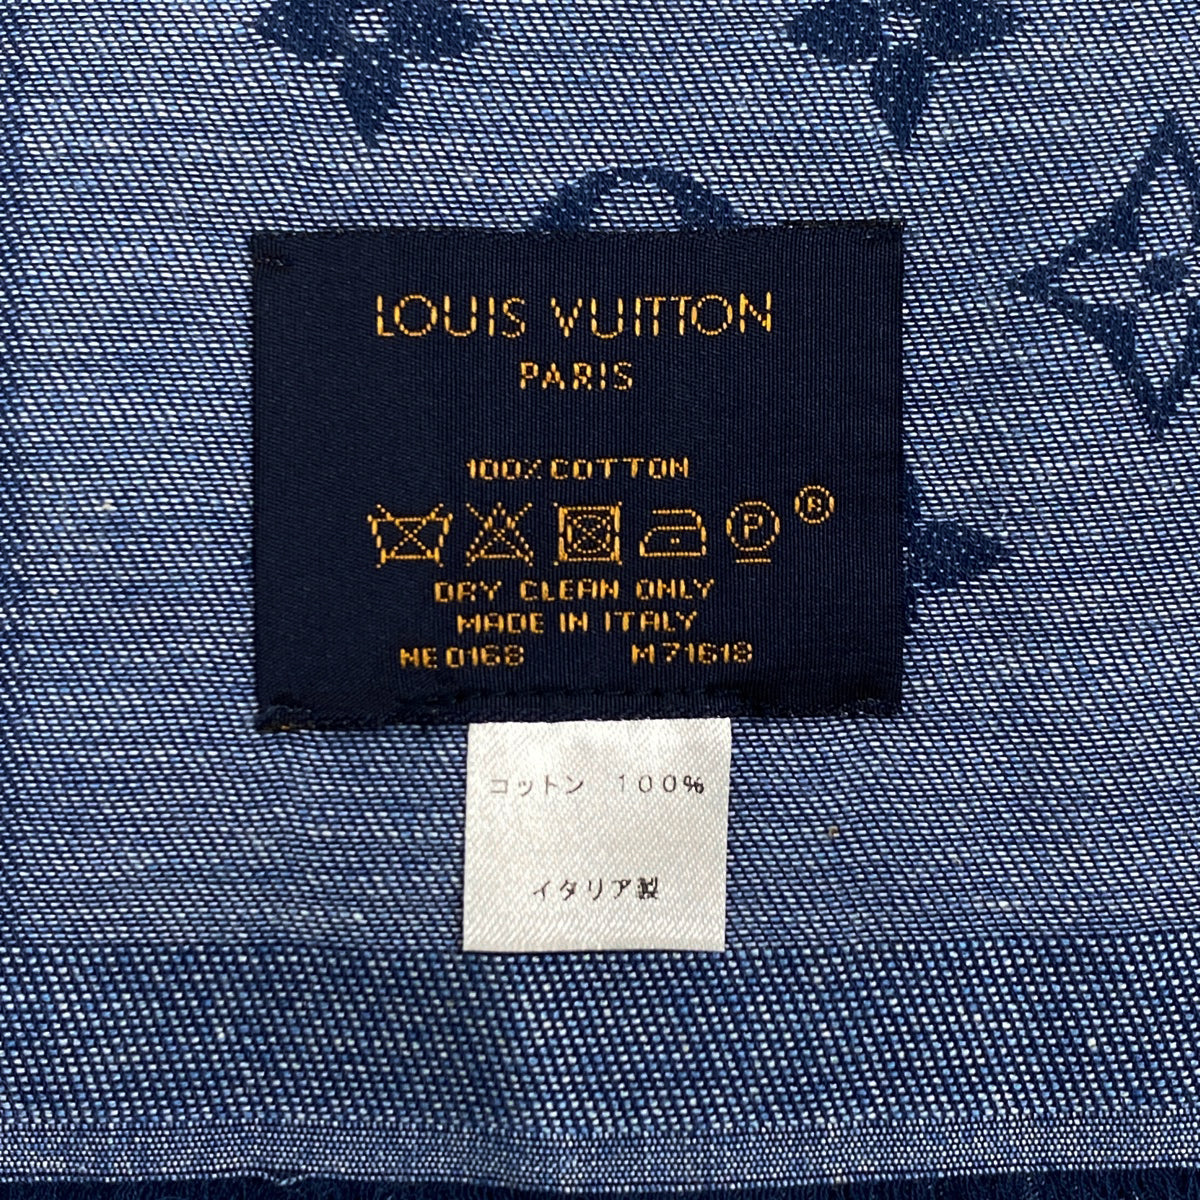 LOUIS VUITTON
PARIS
100% COTTON
P ®
DRY CLEAN ONLY
MADE IN ITALY
NE0168 M71618
コットン 100%
イタリア製